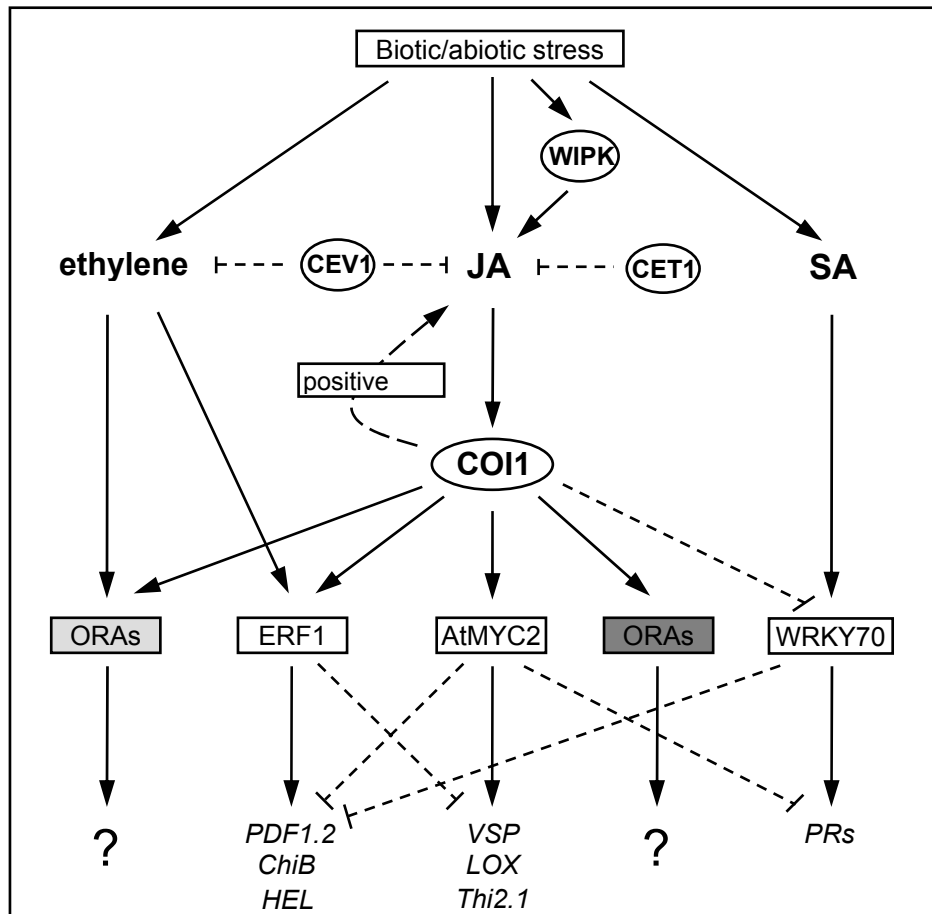 Biotic/abiotic stress
WIPK
ethylene
CEV1
JA
CET1
SA
positive
COI1
ORAs
ERF1
AtMYC2
ORAs
WRKY70
?
PDF1.2
ChiB
HEL
VSP
LOX
Thi2.1
?
PRs